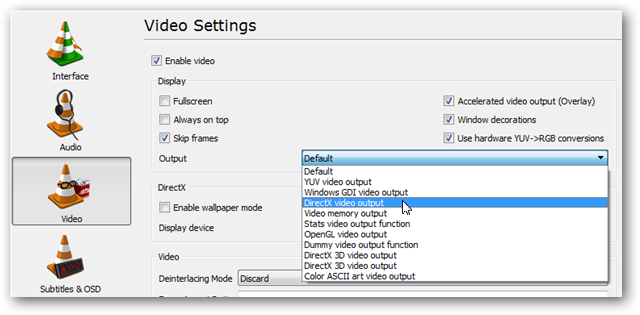 Video Settings
Interface
Audio
Video
Subtitles & OSD
Enable video
Display
Fullscreen
Accelerated video output (Overlay)
Always on top
Window decorations
Skip frames
Use hardware YUV->RGB conversions
Output
Default
Default
YUV video output
Windows GDI video output
DirectX video output
Video memory output
Stats video output function
OpenGL video output
Dummy video output function
DirectX 3D video output
DirectX 3D video output
Color ASCII art video output
DirectX
Enable wallpaper mode
Display device
Video
Deinterlacing Mode
Discard